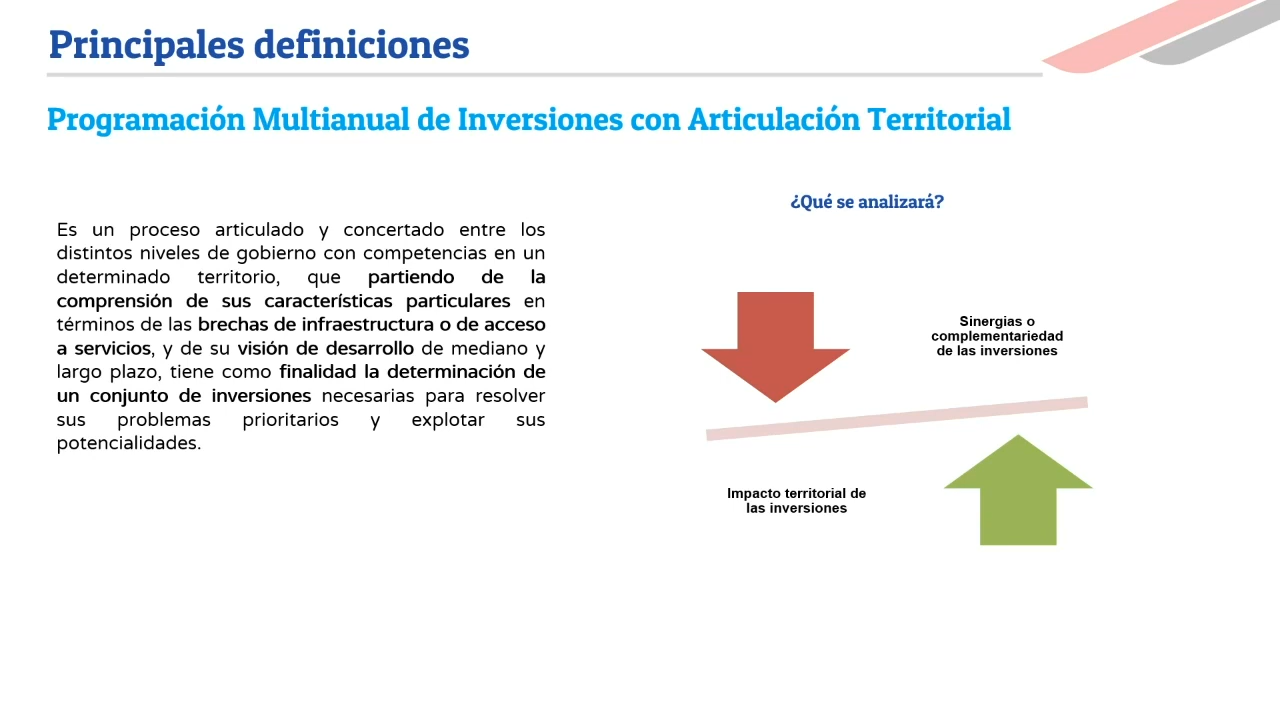 Principales definiciones
Programación Multianual de Inversiones con Articulación Territorial
Es un proceso articulado y concertado entre los
distintos niveles de gobierno con competencias en un
determinado territorio, que partiendo de la
comprensión de sus características particulares en
términos de las brechas de infraestructura o de acceso
a servicios, y de su visión de desarrollo de mediano y
largo plazo, tiene como finalidad la determinación de
un conjunto de inversiones necesarias para resolver
sus problemas prioritarios y explotar sus
potencialidades.
¿Qué se analizará?
Sinergias o
complementariedad
de las inversiones
Impacto territorial de
las inversiones